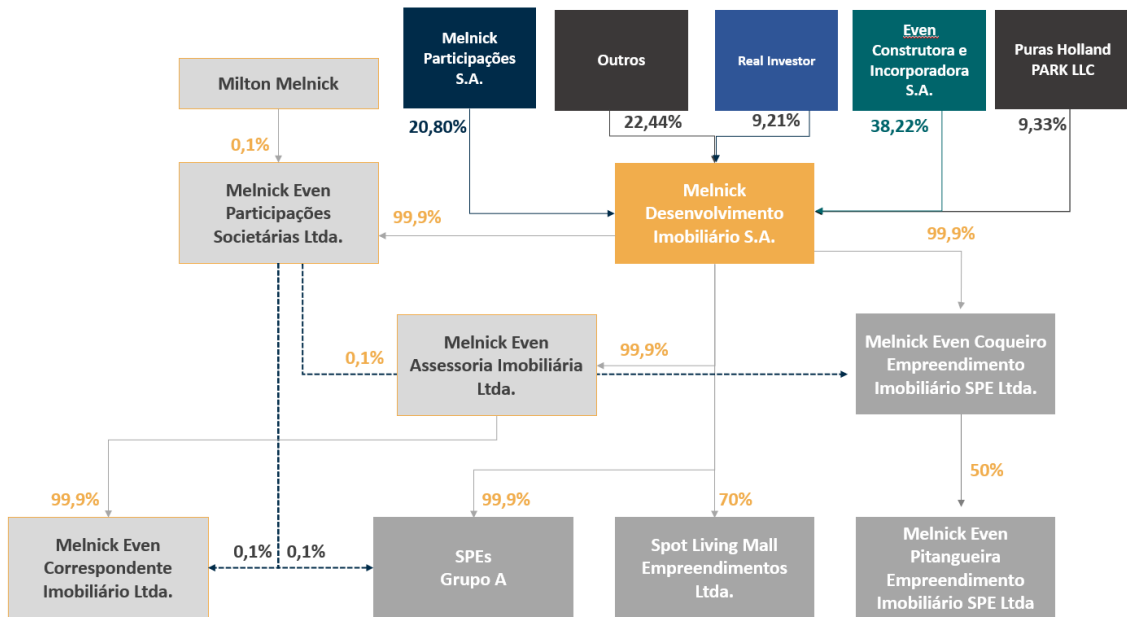 Melnick
Participações
S.A.
Outros
Real Investor
Even
Construtora e
Incorporadora
S.A.
Puras Holland
PARK LLC
Milton Melnick
20,80%
22,44%
9,21%
38,22%
9,33%
0,1%
Melnick Even
Participações
Societárias Ltda.
99,9%
Melnick
Desenvolvimento
Imobiliário S.A.
99,9%
0,1%
Melnick Even
Assessoria Imobiliária
Ltda.
99,9%
Melnick Even Coqueiro
Empreendimento
Imobiliário SPE Ltda.
99,9%
99,9%
70%
50%
Melnick Even
Correspondente
Imobiliário Ltda.
0,1%
0,1%
SPEs
Grupo A
Spot Living Mall
Empreendimentos
Ltda.
Melnick Even
Pitangueira
Empreendimento
Imobiliário SPE Ltda